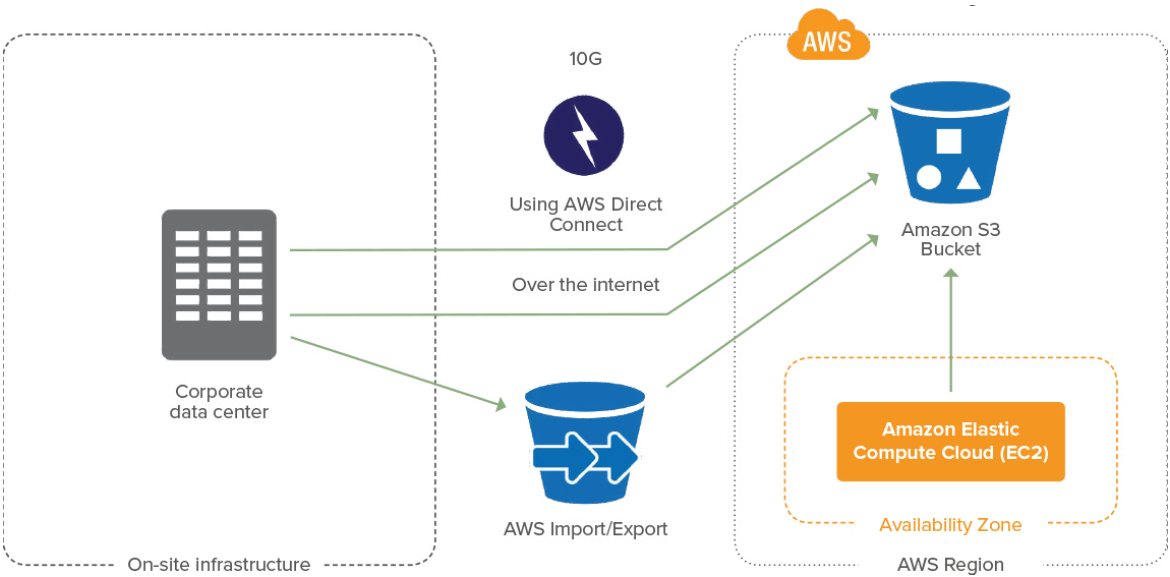 AWS
10G
Using AWS Direct
Connect
Amazon S3
Bucket
Over the internet
Corporate
data center
Amazon Elastic
Compute Cloud (EC2)
AWS Import/Export
Availability Zone
On-site infrastructure
AWS Region